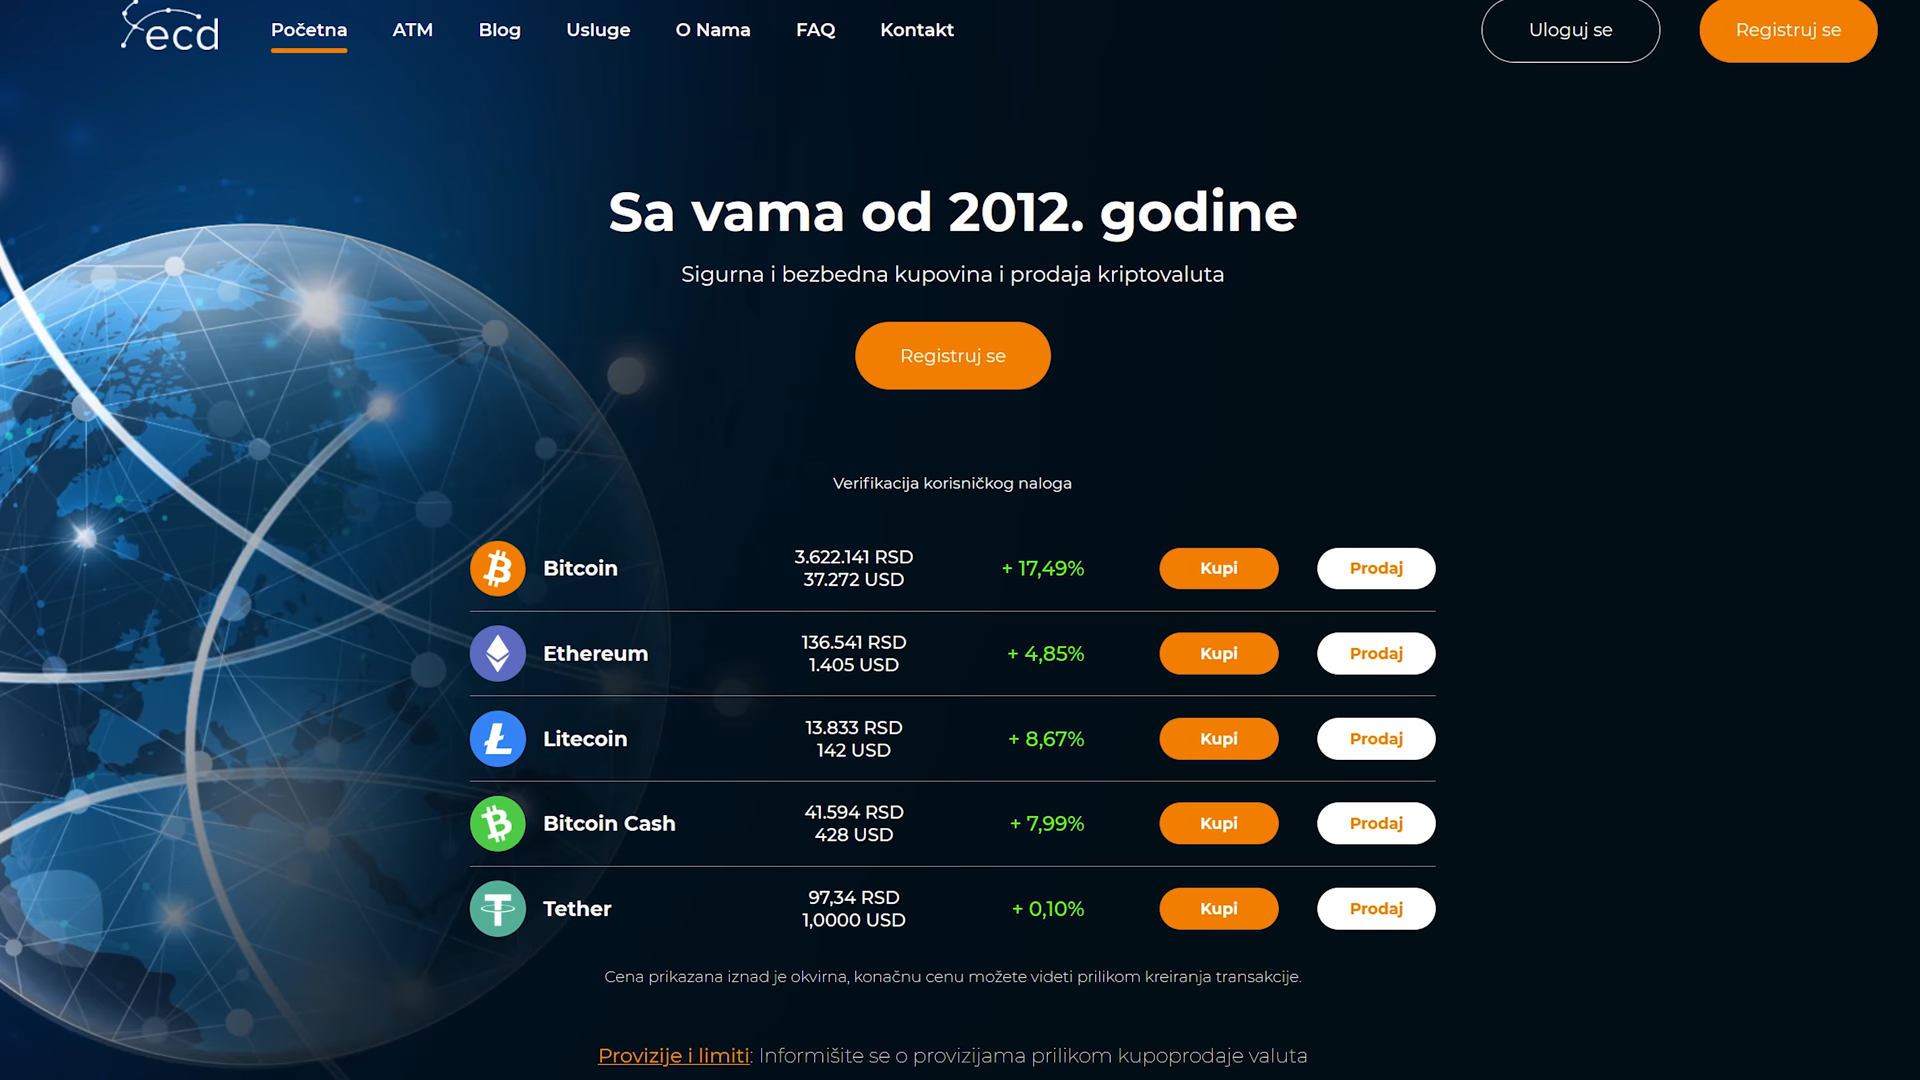 ecd
Početna ATM Blog Usluge O Nama FAQ Kontakt Uloguj se Registruj se
Sa vama od 2012. godine
Sigurna i bezbedna kupovina i prodaja kriptovaluta
Registruj se
Verifikacija korisničkog naloga
Bitcoin 3.622.141 RSD 37.272 USD + 17,49% Kupi Prodaj
Ethereum 136.541 RSD 1.405 USD + 4,85% Kupi Prodaj
Litecoin 13.833 RSD 142 USD + 8,67% Kupi Prodaj
Bitcoin Cash 41.594 RSD 428 USD + 7,99% Kupi Prodaj
Tether 97,34 RSD 1,0000 USD + 0,10% Kupi Prodaj
Cena prikazana iznad je okvirna, konačnu cenu možete videti prilikom kreiranja transakcije.
Provizije i limiti: Informišite se o provizijama prilikom kupoprodaje valuta